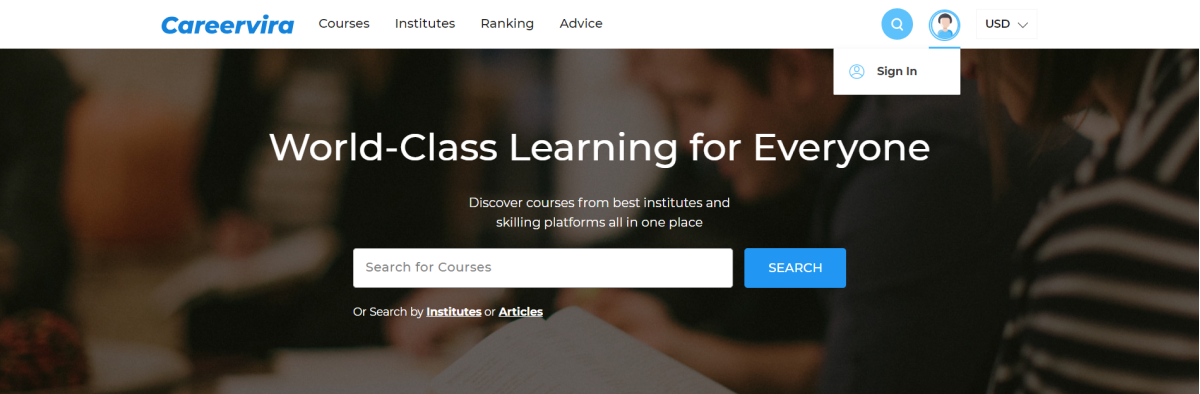 Careervira
Courses
Institutes
Ranking
Advice
USD
Sign In
World-Class Learning for Everyone
Discover courses from best institutes and
skilling platforms all in one place
Search for Courses
SEARCH
Or Search by Institutes or Articles